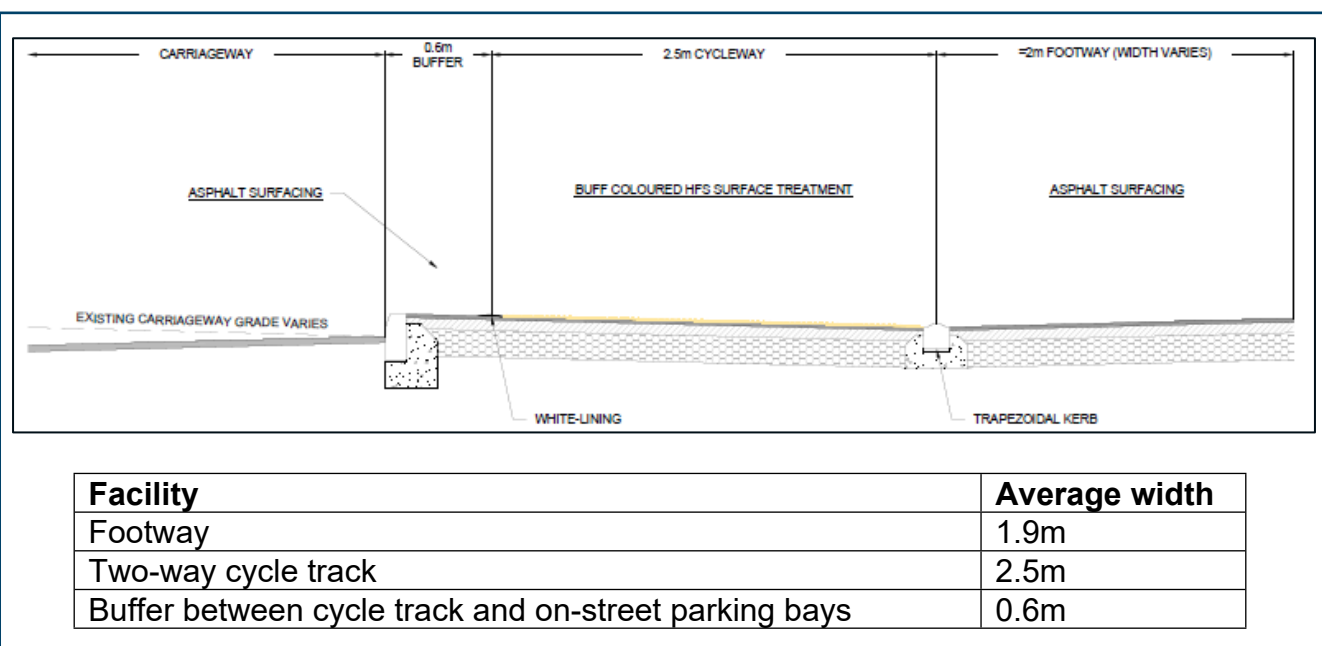 CARRIAGEWAY
0.6m
BUFFER
2.5m CYCLEWAY
=2m FOOTWAY (WIDTH VARIES)
ASPHALT SURFACING
BUFF COLOURED HFS SURFACE TREATMENT
ASPHALT SURFACING
EXISTING CARRIAGEWAY GRADE VARIES
WHITE-LINING
TRAPEZOIDAL KERB
Facility Average width
Footway 1.9m
Two-way cycle track 2.5m
Buffer between cycle track and on-street parking bays 0.6m